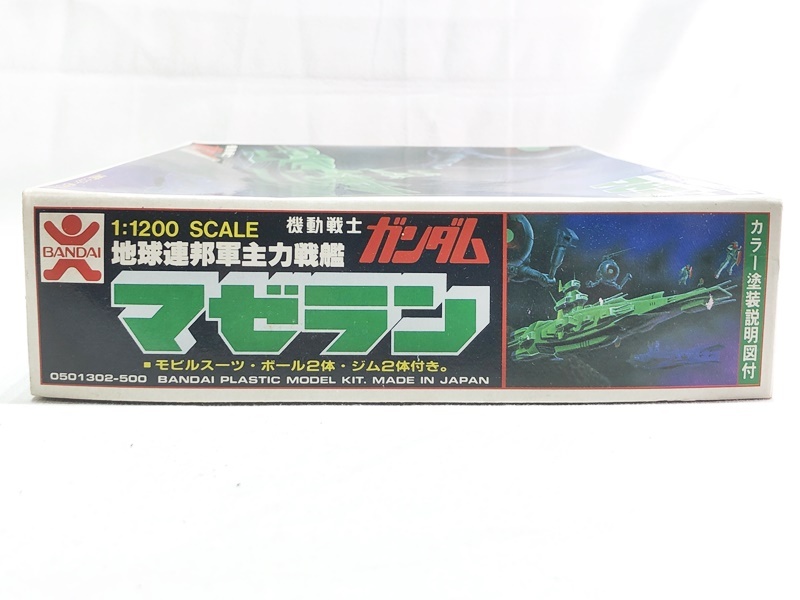 BANDAI
1:1200 SCALE
機動戦士
ガンダム
地球連邦軍主力戦艦
マゼラン
■モビルスーツ・ボール2体・ジム2体付き。
0501302-500 BANDAI PLASTIC MODEL KIT. MADE IN JAPAN
カラー塗装説明図付